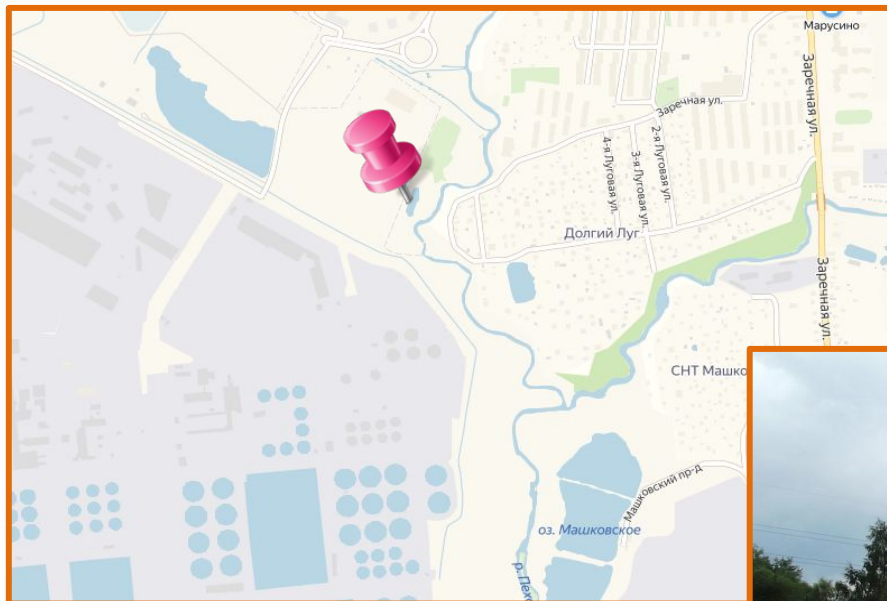 Марусино
Заречная ул.
Заречная ул.
4-я Луговая ул.
3-я Луговая ул.
2-я Луговая ул.
Долгий Луг
Заречная ул.
СНТ Машко
Машковский пр-д
оз. Машковское
р. Пехо